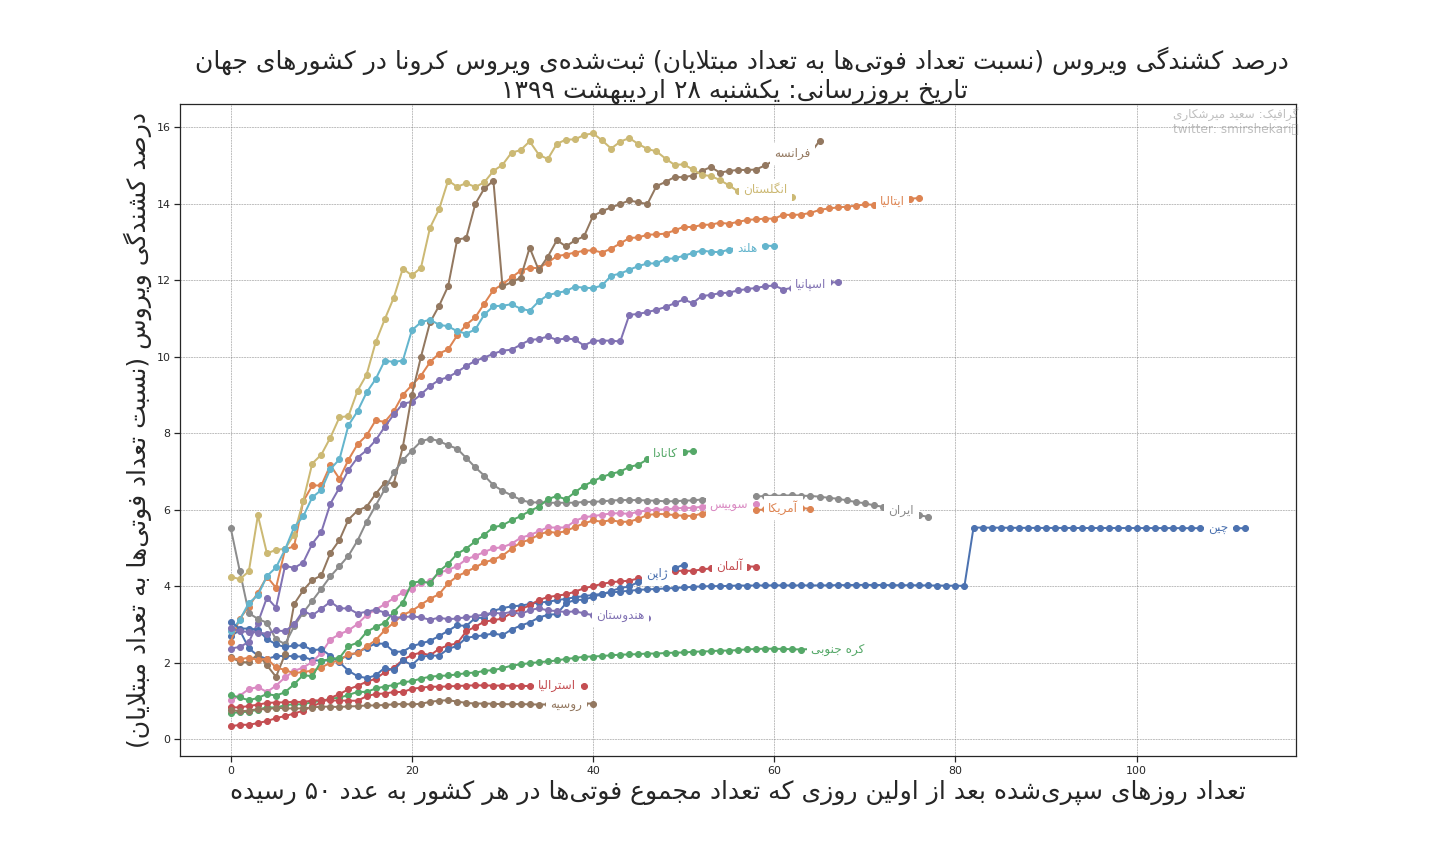 درصد کشندگی ویروس (نسبت تعداد فوتی‌ها به تعداد مبتلایان) ثبت‌شده‌ی ویروس کرونا در کشورهای جهان
تاریخ بروزرسانی: یکشنبه ۲۸ اردیبهشت ۱۳۹۹
گرافیک: سعید میرشکاری
twitter: smirshekari
درصد کشندگی ویروس (نسبت تعداد فوتی‌ها به تعداد مبتلایان)
16
14
12
10
8
6
4
2
0
فرانسه
انگلستان
ایتالیا
هلند
اسپانیا
کانادا
سوییس
آمریکا
ایران
چین
آلمان
ژاپن
هندوستان
کره جنوبی
استرالیا
روسیه
0 20 40 60 80 100
تعداد روزهای سپری‌شده بعد از اولین روزی که تعداد مجموع فوتی‌ها در هر کشور به عدد ۵۰ رسیده